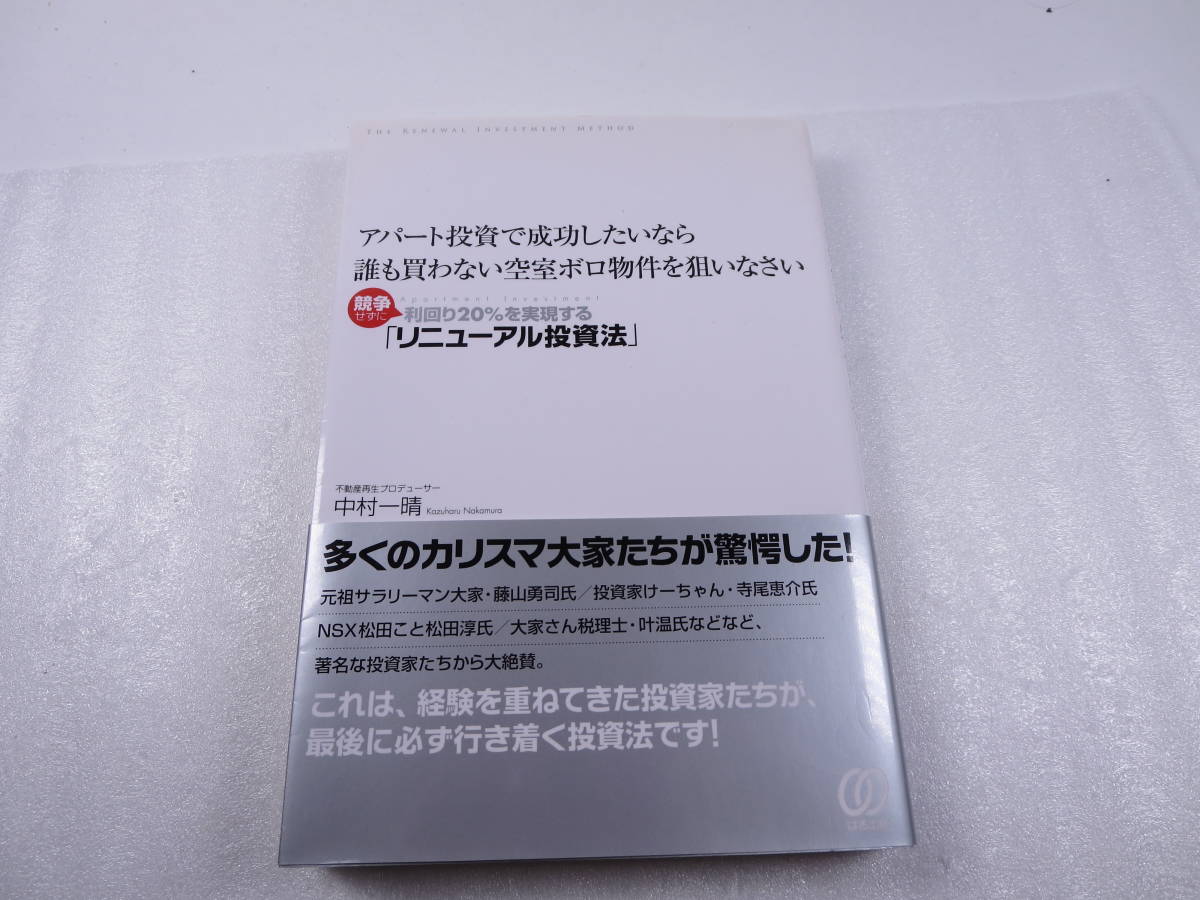 THE RENEWAL INVESTMENT METHOD
アパート投資で成功したいなら
誰も買わない空室ボロ物件を狙いなさい
Apartment Investment
競争
せずに
利回り20%を実現する
「リニューアル投資法」
不動産再生プロデューサー
中村一晴 Kazuharu Nakamura
多くのカリスマ大家たちが驚愕した!
元祖サラリーマン大家・藤山勇司氏／投資家けーちゃん・寺尾恵介氏
NSX松田こと松田淳氏／大家さん税理士・叶温氏などなど、
著名な投資家たちから大絶賛。
これは、経験を重ねてきた投資家たちが、
最後に必ず行き着く投資法です!
ぱる出版